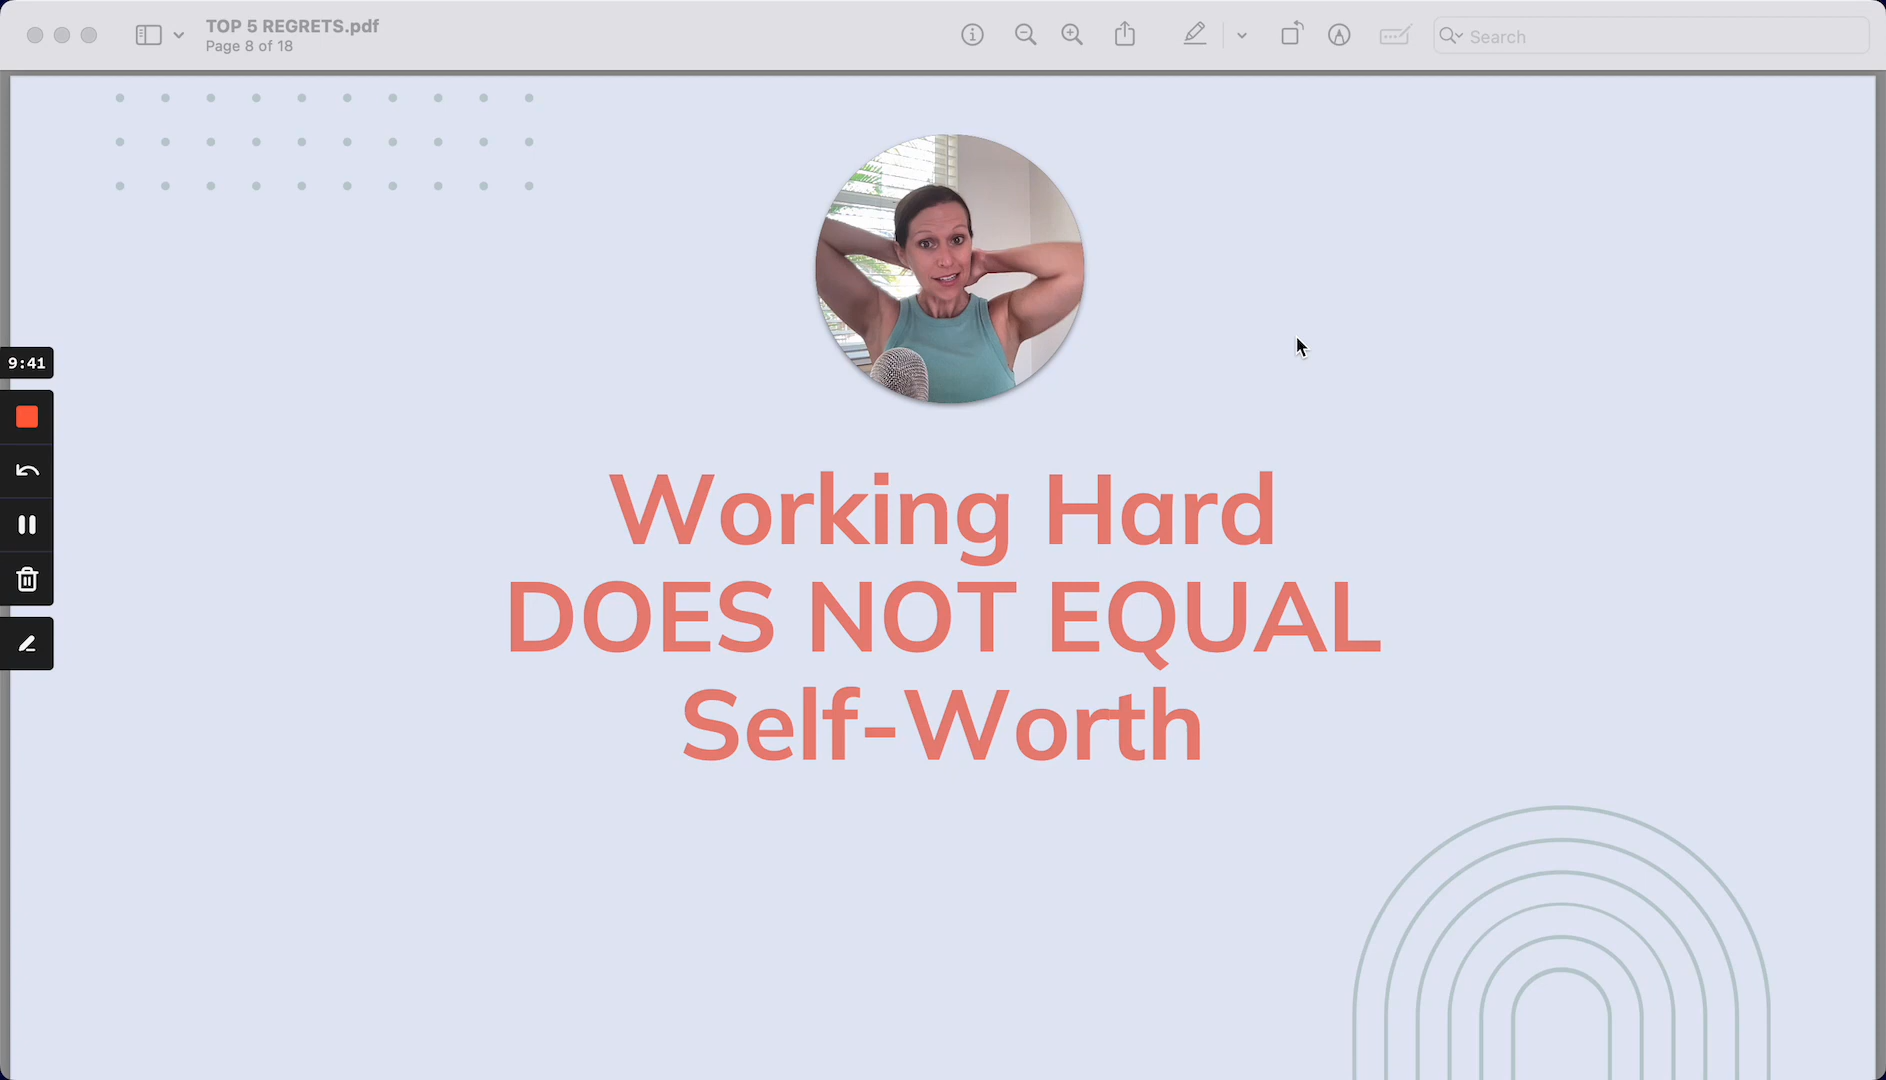 TOP 5 REGRETS.pdf
Page 8 of 18
Search
9:41
Working Hard
DOES NOT EQUAL
Self-Worth